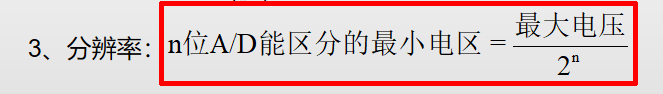 3、分辨率：n位A/D能区分的最小电区 = 最大电压 / 2ⁿ